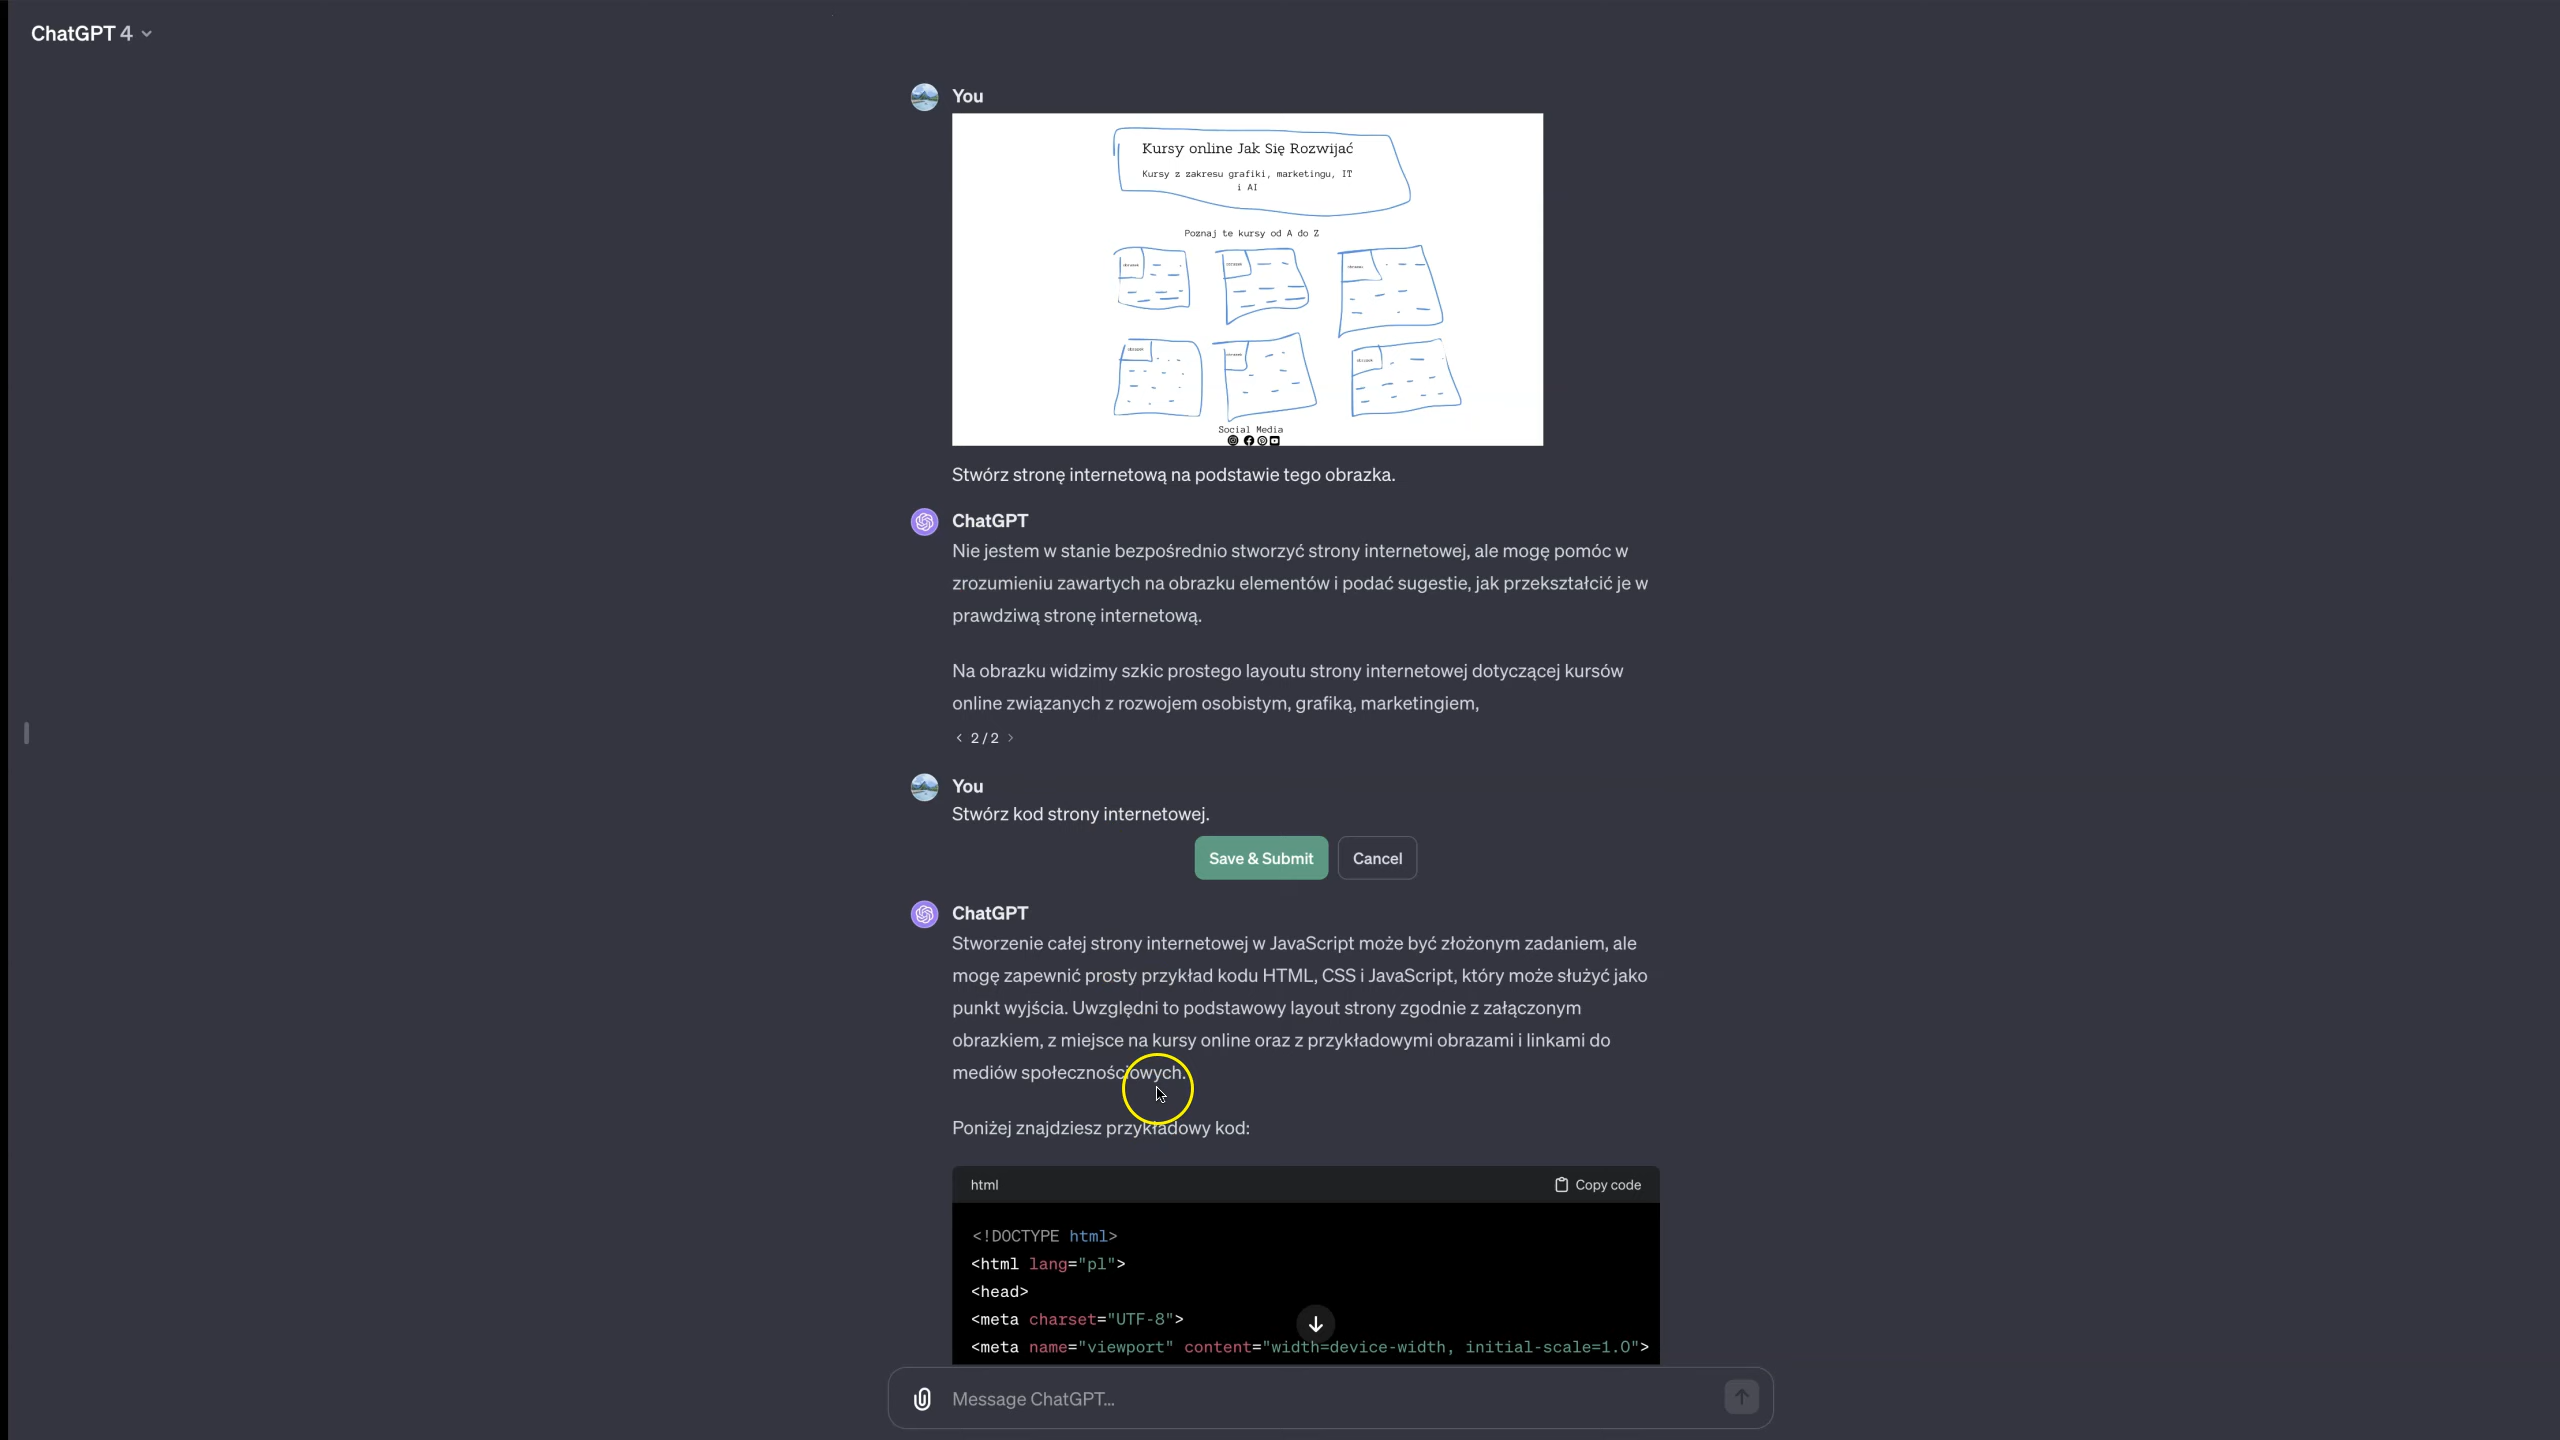 ChatGPT 4
You
Kursy online Jak Się Rozwijać
Kursy z zakresu grafiki, marketingu, IT
i AI
Poznaj te kursy od A do Z
Social Media
Stwórz stronę internetową na podstawie tego obrazka.
ChatGPT
Nie jestem w stanie bezpośrednio stworzyć strony internetowej, ale mogę pomóc w
zrozumieniu zawartych na obrazku elementów i podać sugestie, jak przekształcić je w
prawdziwą stronę internetową.
Na obrazku widzimy szkic prostego layoutu strony internetowej dotyczącej kursów
online związanych z rozwojem osobistym, grafiką, marketingiem,
2 / 2
You
Stwórz kod strony internetowej.
Save & Submit
Cancel
ChatGPT
Stworzenie całej strony internetowej w JavaScript może być złożonym zadaniem, ale
mogę zapewnić prosty przykład kodu HTML, CSS i JavaScript, który może służyć jako
punkt wyjścia. Uwzględni to podstawowy layout strony zgodnie z załączonym
obrazkiem, z miejsce na kursy online oraz z przykładowymi obrazami i linkami do
mediów społecznościowych.
Poniżej znajdziesz przykładowy kod:
html
Copy code
<!DOCTYPE html>
<html lang="pl">
<head>
<meta charset="UTF-8">
<meta name="viewport" content="width=device-width, initial-scale=1.0">
Message ChatGPT...